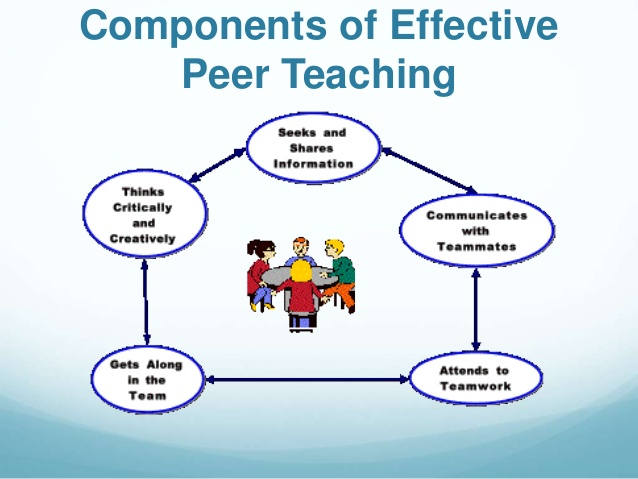 Components of Effective
Peer Teaching
Seeks and
Shares
Information
Thinks
Critically
and
Creatively
Communicates
with
Teammates
Gets Along
in the
Team
Attends to
Teamwork